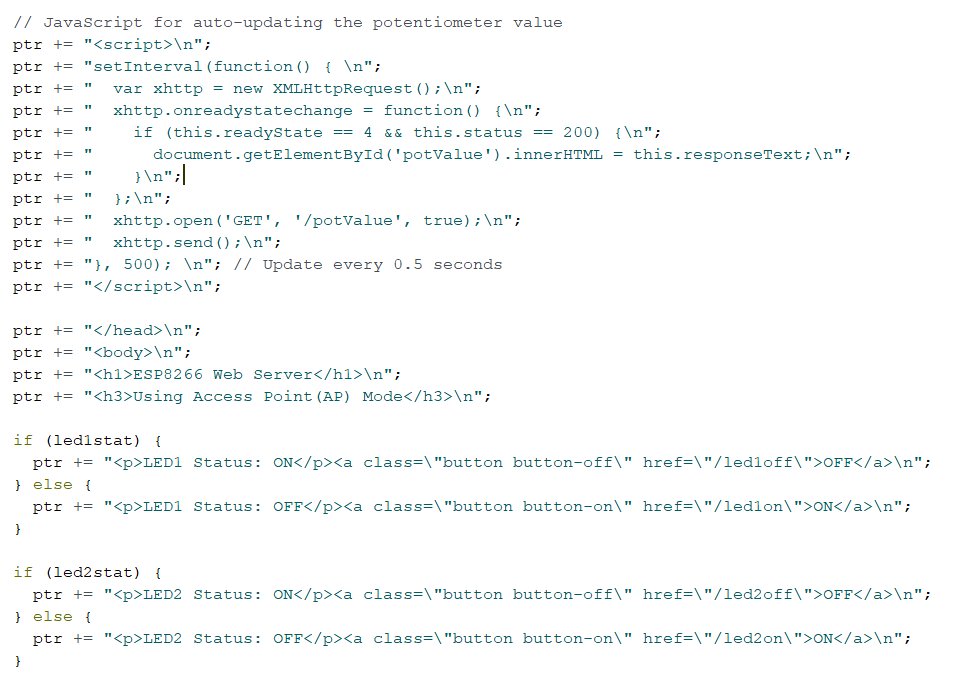 // JavaScript for auto-updating the potentiometer value
ptr += "<script>\n";
ptr += "setInterval(function() { \n";
ptr += "  var xhttp = new XMLHttpRequest();\n";
ptr += "  xhttp.onreadystatechange = function() {\n";
ptr += "    if (this.readyState == 4 && this.status == 200) {\n";
ptr += "      document.getElementById('potValue').innerHTML = this.responseText;\n";
ptr += "    }\n";
ptr += "  };\n";
ptr += "  xhttp.open('GET', '/potValue', true);\n";
ptr += "  xhttp.send();\n";
ptr += "}, 500); \n"; // Update every 0.5 seconds
ptr += "</script>\n";

ptr += "</head>\n";
ptr += "<body>\n";
ptr += "<h1>ESP8266 Web Server</h1>\n";
ptr += "<h3>Using Access Point(AP) Mode</h3>\n";

if (led1stat) {
  ptr += "<p>LED1 Status: ON</p><a class=\"button button-off\" href=\"/led1off\">OFF</a>\n";
} else {
  ptr += "<p>LED1 Status: OFF</p><a class=\"button button-on\" href=\"/led1on\">ON</a>\n";
}

if (led2stat) {
  ptr += "<p>LED2 Status: ON</p><a class=\"button button-off\" href=\"/led2off\">OFF</a>\n";
} else {
  ptr += "<p>LED2 Status: OFF</p><a class=\"button button-on\" href=\"/led2on\">ON</a>\n";
}